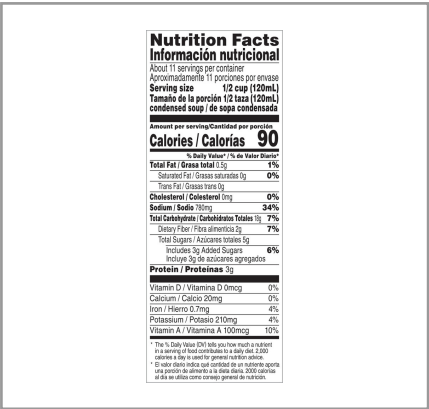 Nutrition Facts
Información nutricional
About 11 servings per container
Aproximadamente 11 porciones por envase
Serving size 1/2 cup (120mL)
Tamaño de la porción 1/2 taza (120mL)
condensed soup / de sopa condensada
Amount per serving/Cantidad por porción
Calories / Calorías 90
% Daily Value* / % de Valor Diario*
Total Fat / Grasa total 0.5g 1%
Saturated Fat / Grasas saturadas 0g 0%
Trans Fat / Grasas trans 0g
Cholesterol / Colesterol 0mg 0%
Sodium / Sodio 780mg 34%
Total Carbohydrate / Carbohidratos Totales 18g 7%
Dietary Fiber / Fibra alimenticia 2g 7%
Total Sugars / Azúcares totales 5g
Includes 3g Added Sugars 6%
Incluye 3g de azúcares agregados
Protein / Proteínas 3g
Vitamin D / Vitamina D 0mcg 0%
Calcium / Calcio 20mg 0%
Iron / Hierro 0.7mg 4%
Potassium / Potasio 210mg 4%
Vitamin A / Vitamina A 100mcg 10%
* The % Daily Value (DV) tells you how much a nutrient
in a serving of food contributes to a daily diet. 2,000
calories a day is used for general nutrition advice.
* El valor diario indica qué cantidad de un nutriente aporta
una porción de alimento a la dieta diaria. 2000 calorías
al día se utiliza como consejo general de nutrición.